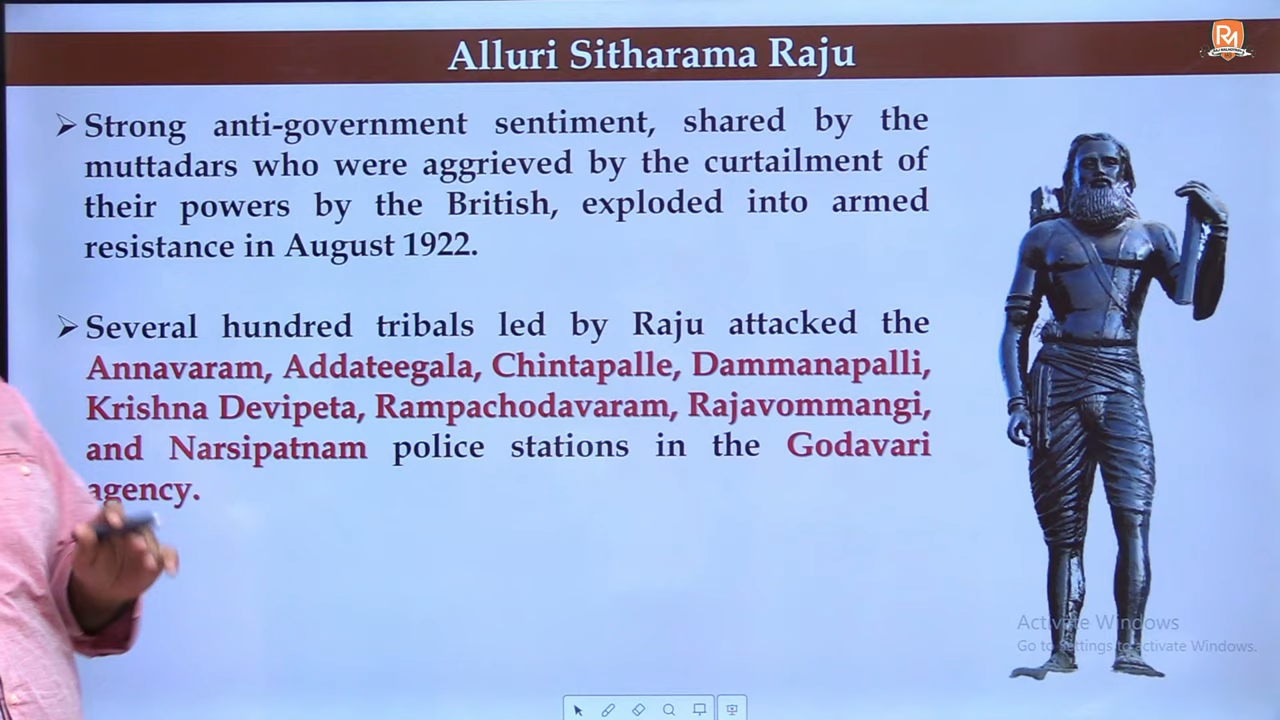 Alluri Sitharama Raju
➤ Strong anti-government sentiment, shared by the
muttadars who were aggrieved by the curtailment of
their powers by the British, exploded into armed
resistance in August 1922.
➤ Several hundred tribals led by Raju attacked the
Annavaram, Addateegala, Chintapalle, Dammanapalli,
Krishna Devipeta, Rampachodavaram, Rajavommangi,
and Narsipatnam police stations in the Godavari
agency.
Activate Windows
Go to Settings to activate Windows.
RM